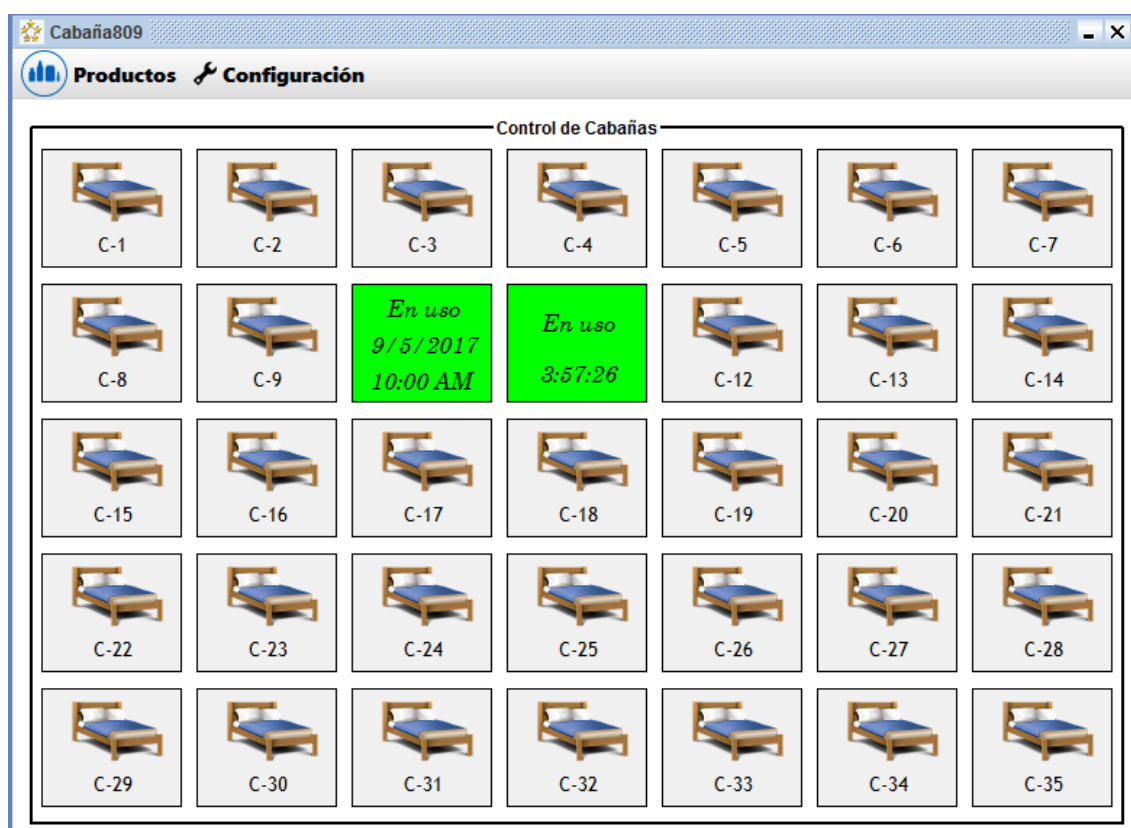 Cabaña809
Productos Configuración
Control de Cabañas
C-1 C-2 C-3 C-4 C-5 C-6 C-7
C-8 C-9
En uso
9/5/2017
10:00 AM
En uso
3:57:26
C-12 C-13 C-14
C-15 C-16 C-17 C-18 C-19 C-20 C-21
C-22 C-23 C-24 C-25 C-26 C-27 C-28
C-29 C-30 C-31 C-32 C-33 C-34 C-35